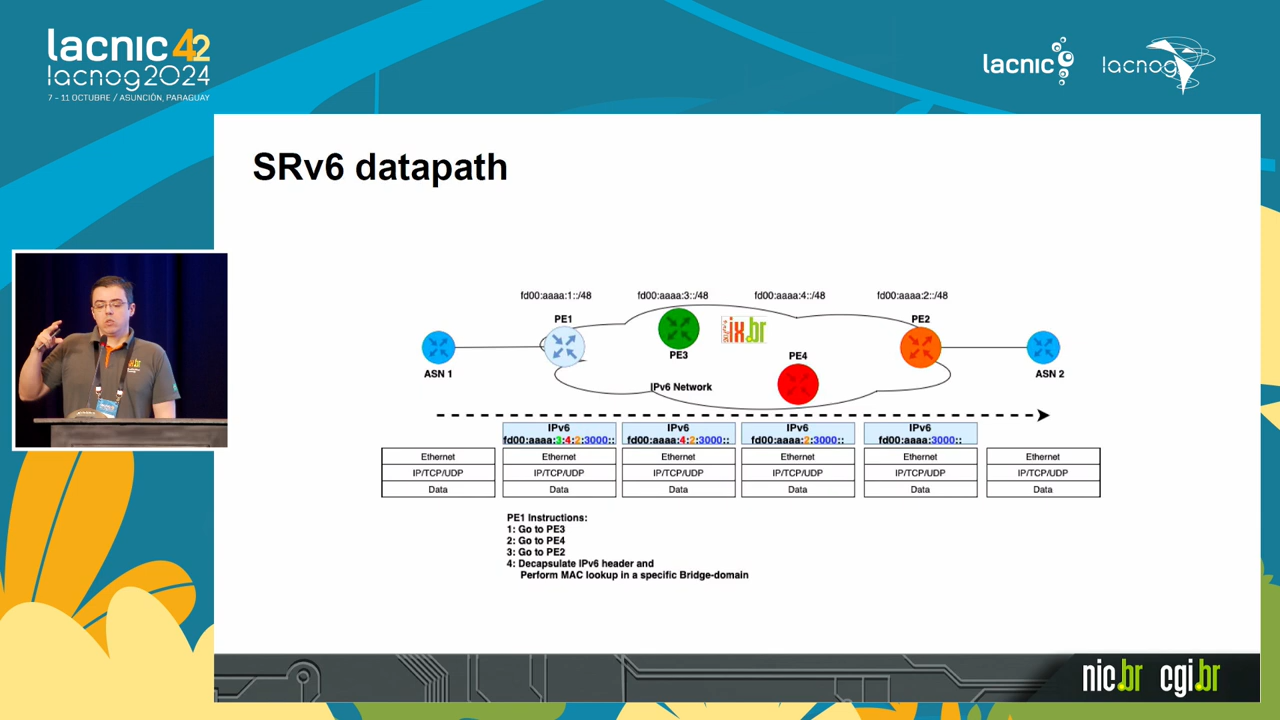 lacnic 42
lacnog 2024
7 - 11 OCTUBRE / ASUNCIÓN, PARAGUAY
lacnic
lacnog
SRv6 datapath
fd00:aaaa:1::/48
fd00:aaaa:3::/48
fd00:aaaa:4::/48
fd00:aaaa:2::/48
PE1
PE3
ix.br
PE4
PE2
ASN 1
ASN 2
IPv6 Network
IPv6
fd00:aaaa:3:4:2:3000::
IPv6
fd00:aaaa:4:2:3000::
IPv6
fd00:aaaa:2:3000::
IPv6
fd00:aaaa:3000::
Ethernet
IP/TCP/UDP
Data
Ethernet
IP/TCP/UDP
Data
Ethernet
IP/TCP/UDP
Data
Ethernet
IP/TCP/UDP
Data
Ethernet
IP/TCP/UDP
Data
Ethernet
IP/TCP/UDP
Data
PE1 Instructions:
1: Go to PE3
2: Go to PE4
3: Go to PE2
4: Decapsulate IPv6 header and
Perform MAC lookup in a specific Bridge-domain
nic.br cgi.br